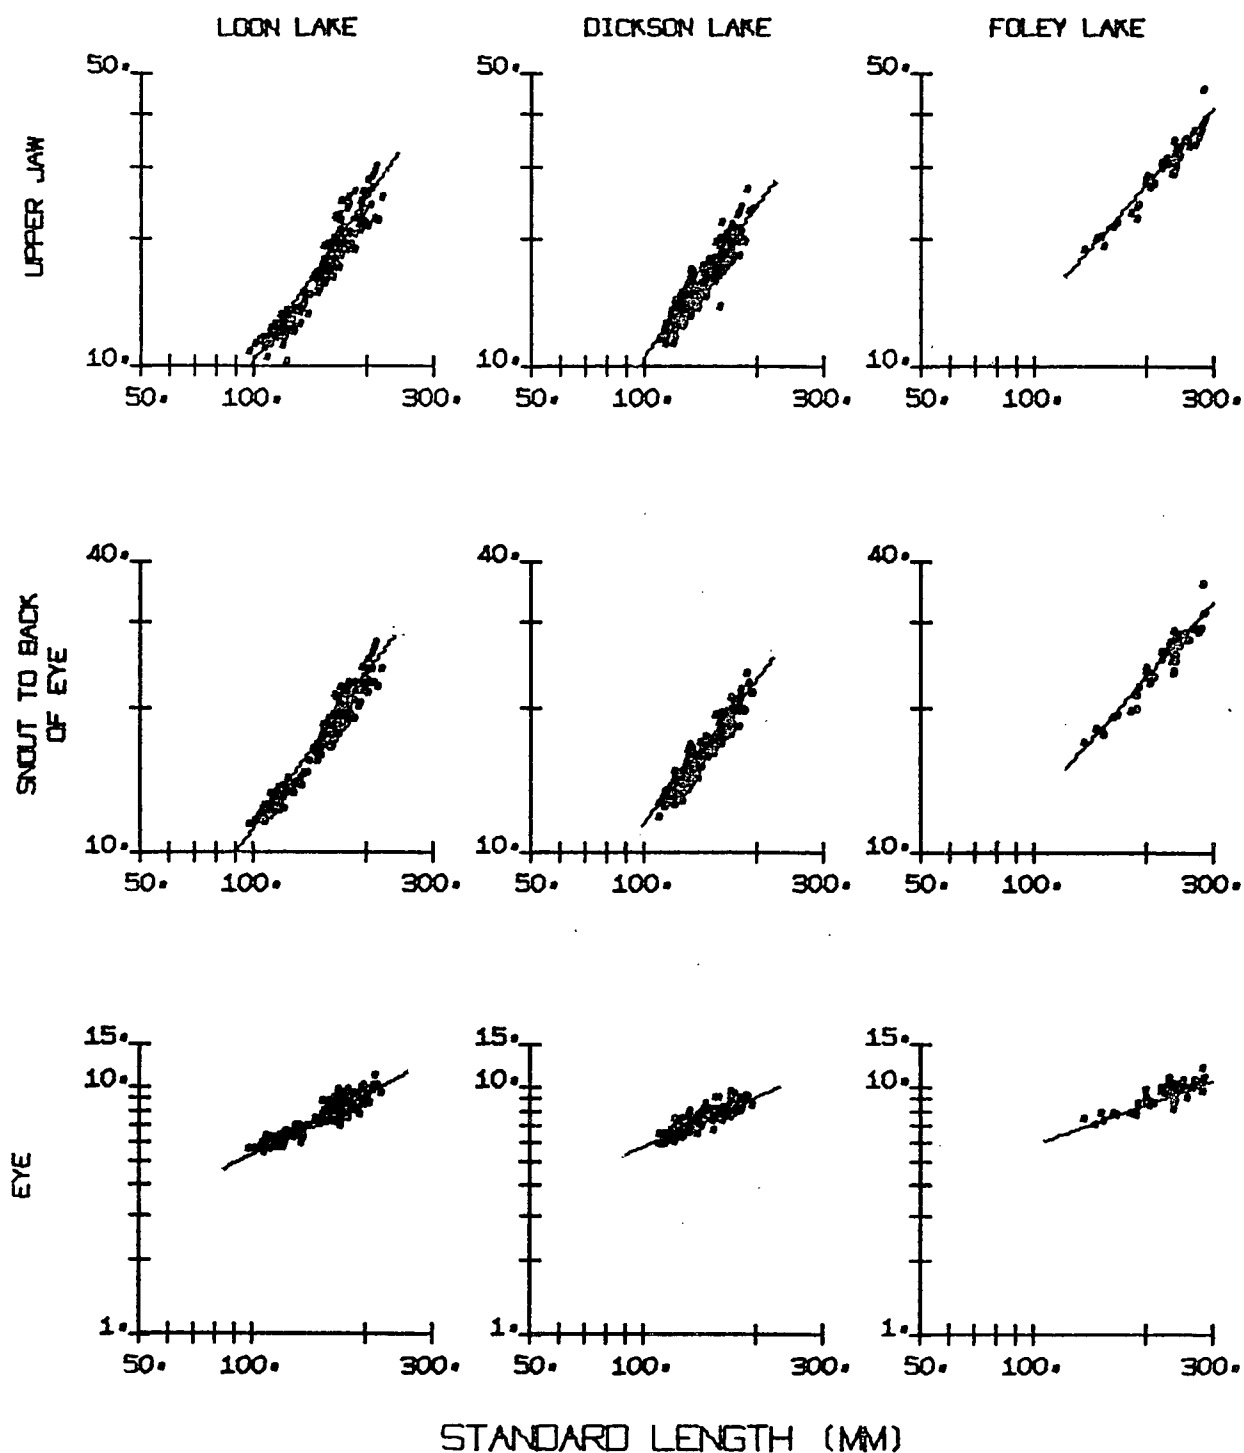 LOON LAKE DICKSON LAKE FOLEY LAKE
UPPER JAW
50. 50. 50.
10. 10. 10.
50. 100. 300. 50. 100. 300. 50. 100. 300.
SNOUT TO BACK
OF EYE
40. 40. 40.
10. 10. 10.
50. 100. 300. 50. 100. 300. 50. 100. 300.
EYE
15. 15. 15.
10. 10. 10.
1. 1. 1.
50. 100. 300. 50. 100. 300. 50. 100. 300.
STANDARD LENGTH (MM)